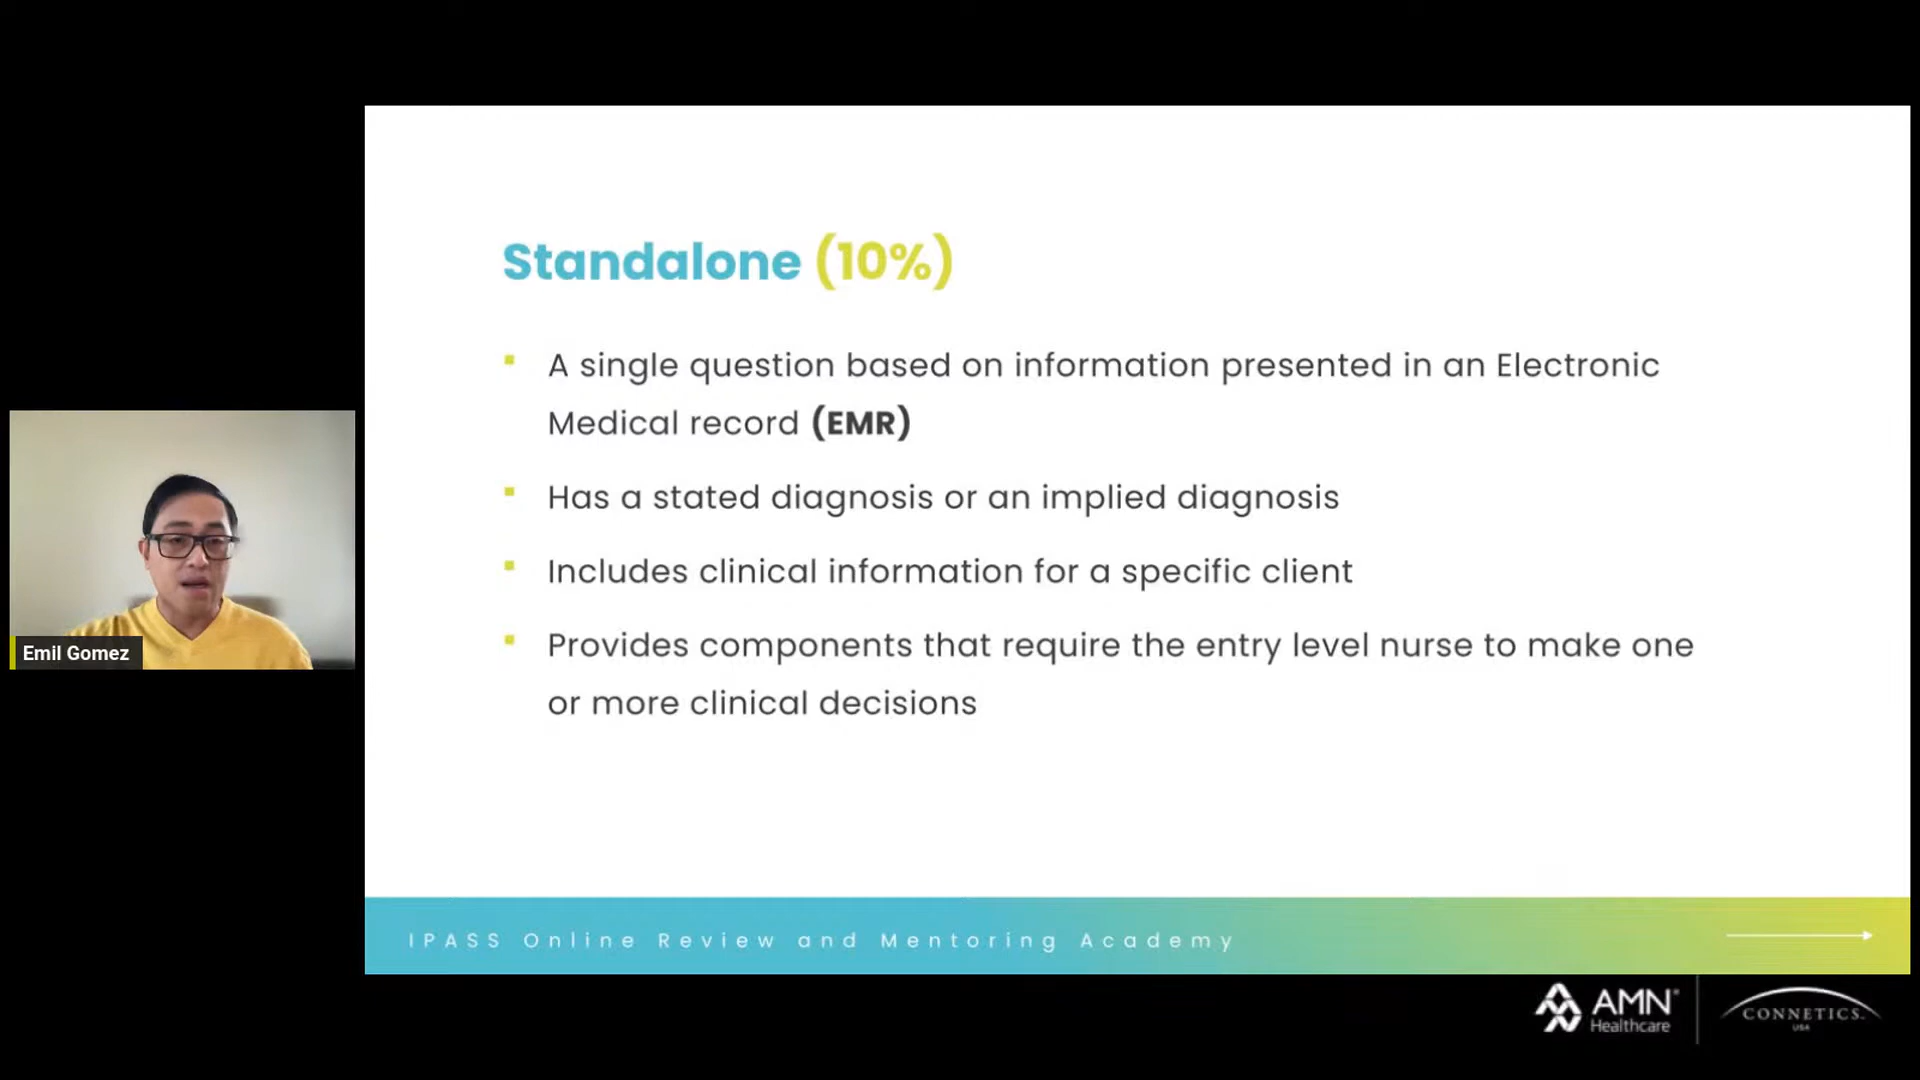 Standalone (10%)
A single question based on information presented in an Electronic
Medical record (EMR)
Has a stated diagnosis or an implied diagnosis
Includes clinical information for a specific client
Provides components that require the entry level nurse to make one
or more clinical decisions
Emil Gomez
IPASS Online Review and Mentoring Academy
AMN
Healthcare
CONNETICS
USA